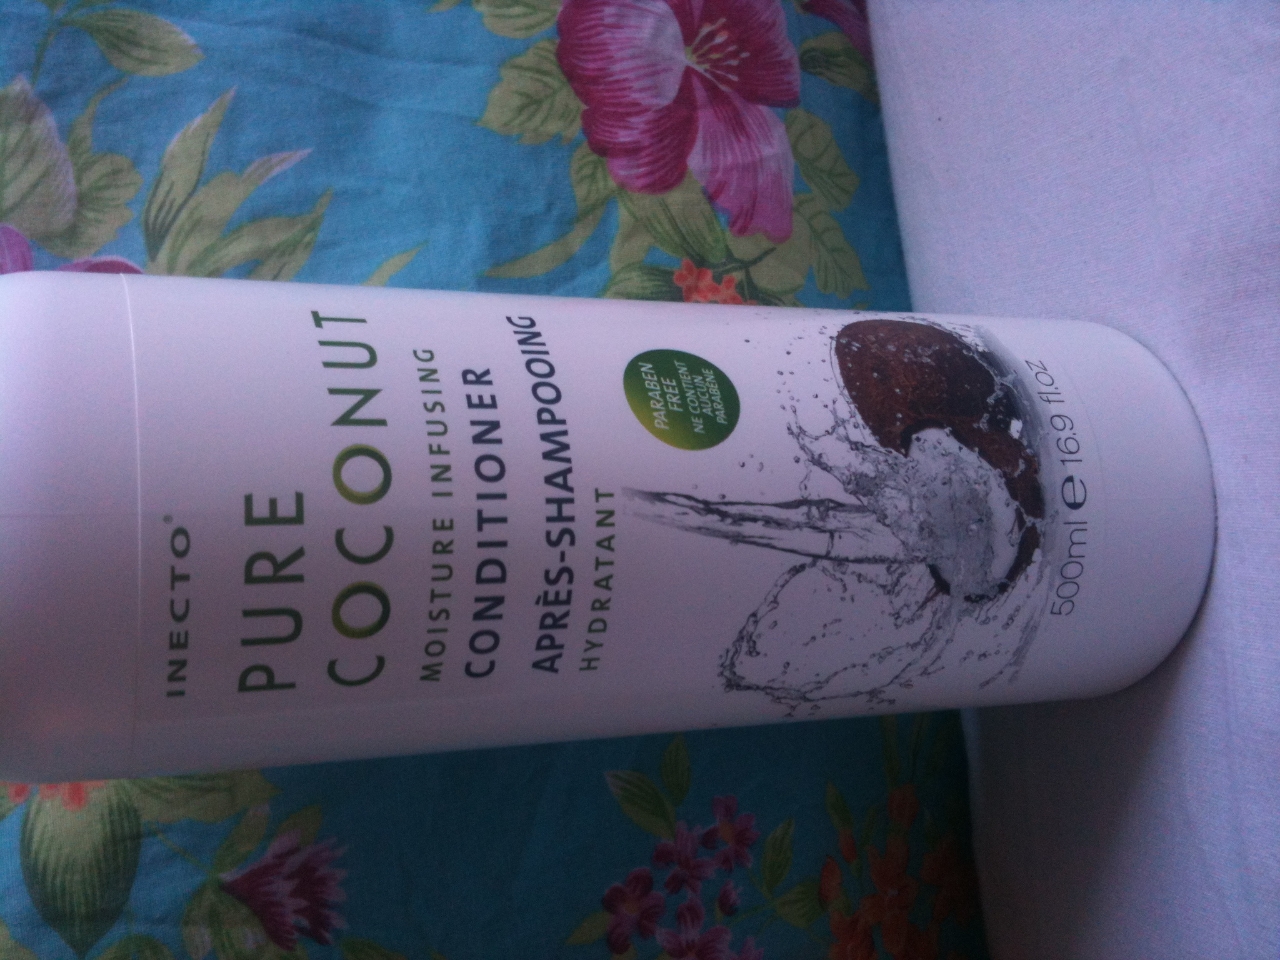 INECTO®
PURE
COCONUT
MOISTURE INFUSING
CONDITIONER
APRÈS-SHAMPOOING
HYDRATANT
PARABEN
FREE
NE CONTIENT
AUCUN
PARABENE
500ml e 16.9 fl.oz